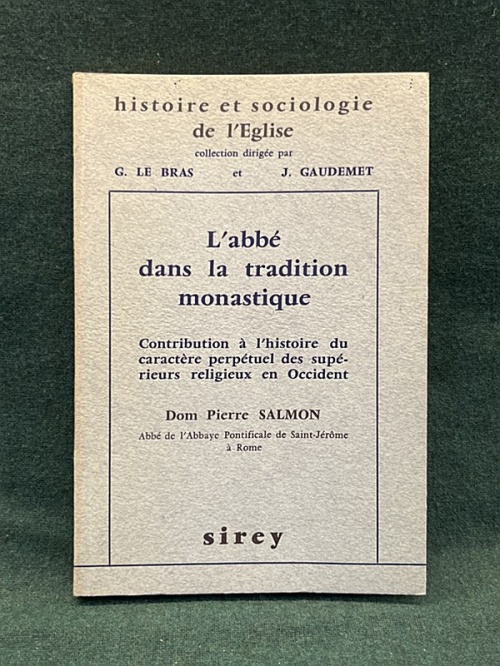 histoire et sociologie
de l'Eglise
collection dirigée par
G. LE BRAS et J. GAUDEMET
L'abbé
dans la tradition
monastique
Contribution à l'histoire du
caractère perpétuel des supé-
rieurs religieux en Occident
Dom Pierre SALMON
Abbé de l'Abbaye Pontificale de Saint-Jérôme
à Rome
sirey